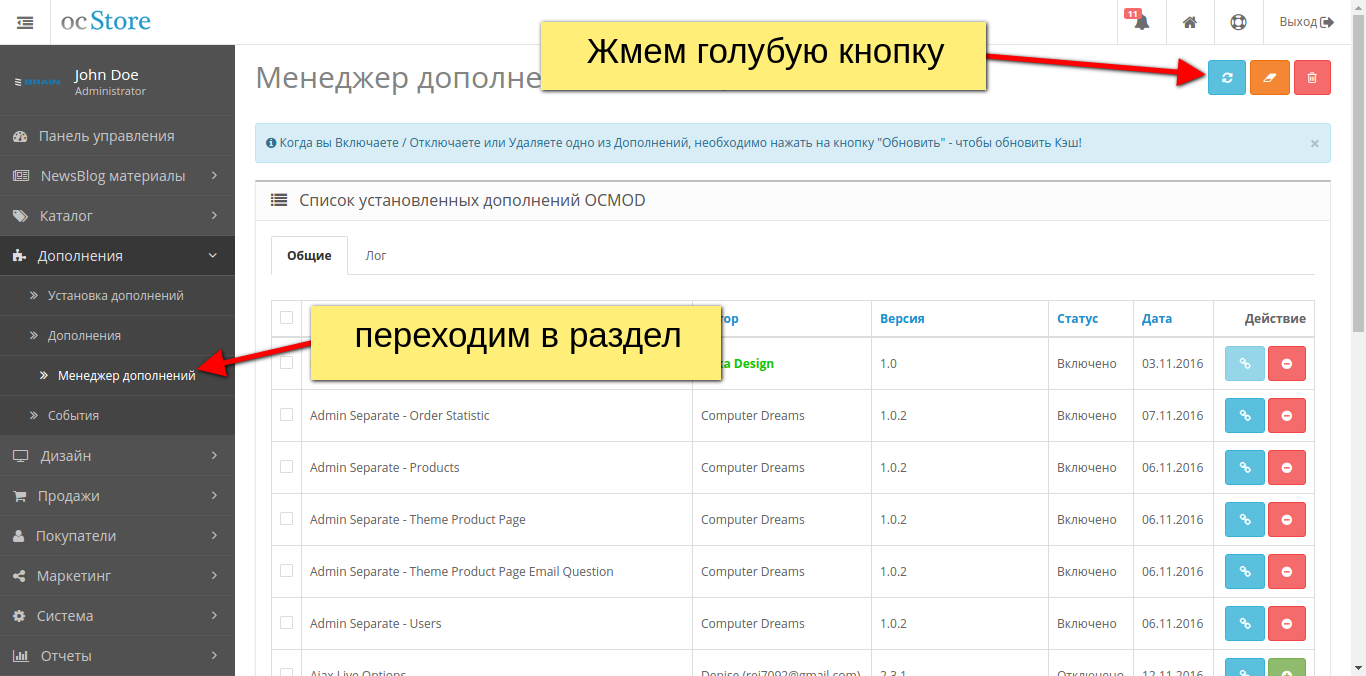 ocStore
11
Выход
Жмем голубую кнопку
BRAIN
John Doe
Administrator
Менеджер дополне
Панель управления
NewsBlog материалы
Каталог
Дополнения
Установка дополнений
Дополнения
Менеджер дополнений
События
Дизайн
Продажи
Покупатели
Маркетинг
Система
Отчеты
Когда вы Включаете / Отключаете или Удаляете одно из Дополнений, необходимо нажать на кнопку "Обновить" - чтобы обновить Кэш!
×
Список установленных дополнений OCMOD
Общие Лог
переходим в раздел
тор Версия Статус Дата Действие
ka Design 1.0 Включено 03.11.2016
Admin Separate - Order Statistic Computer Dreams 1.0.2 Включено 07.11.2016
Admin Separate - Products Computer Dreams 1.0.2 Включено 06.11.2016
Admin Separate - Theme Product Page Computer Dreams 1.0.2 Включено 06.11.2016
Admin Separate - Theme Product Page Email Question Computer Dreams 1.0.2 Включено 06.11.2016
Admin Separate - Users Computer Dreams 1.0.2 Включено 06.11.2016
Ajax Live Options Denise (rei7092@gmail.com) 2.3.1 Отключено 12.11.2016